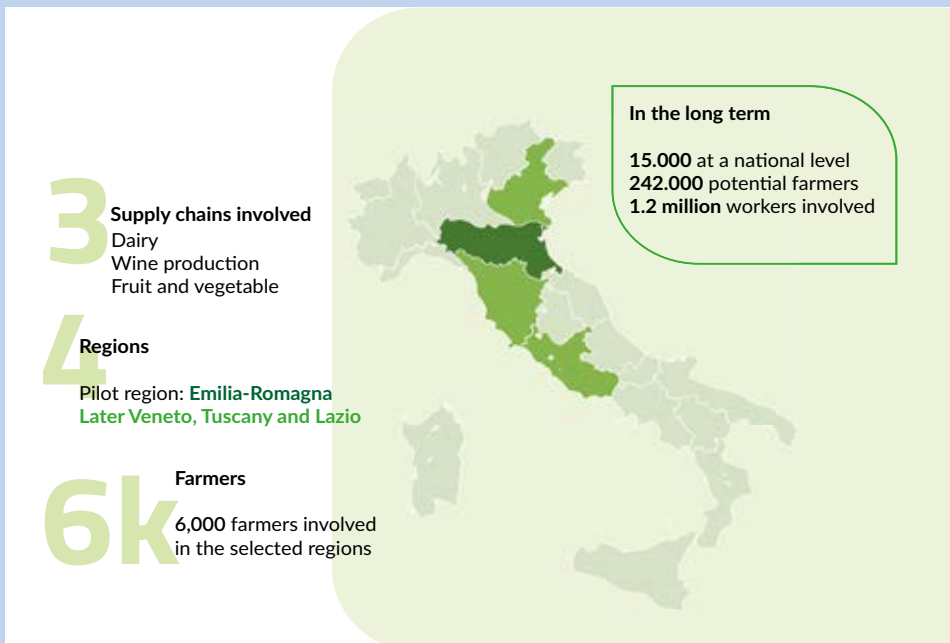 3
Supply chains involved
Dairy
Wine production
Fruit and vegetable
4
Regions
Pilot region: Emilia-Romagna
Later Veneto, Tuscany and Lazio
6k
Farmers
6,000 farmers involved
in the selected regions
In the long term
15.000 at a national level
242.000 potential farmers
1.2 million workers involved